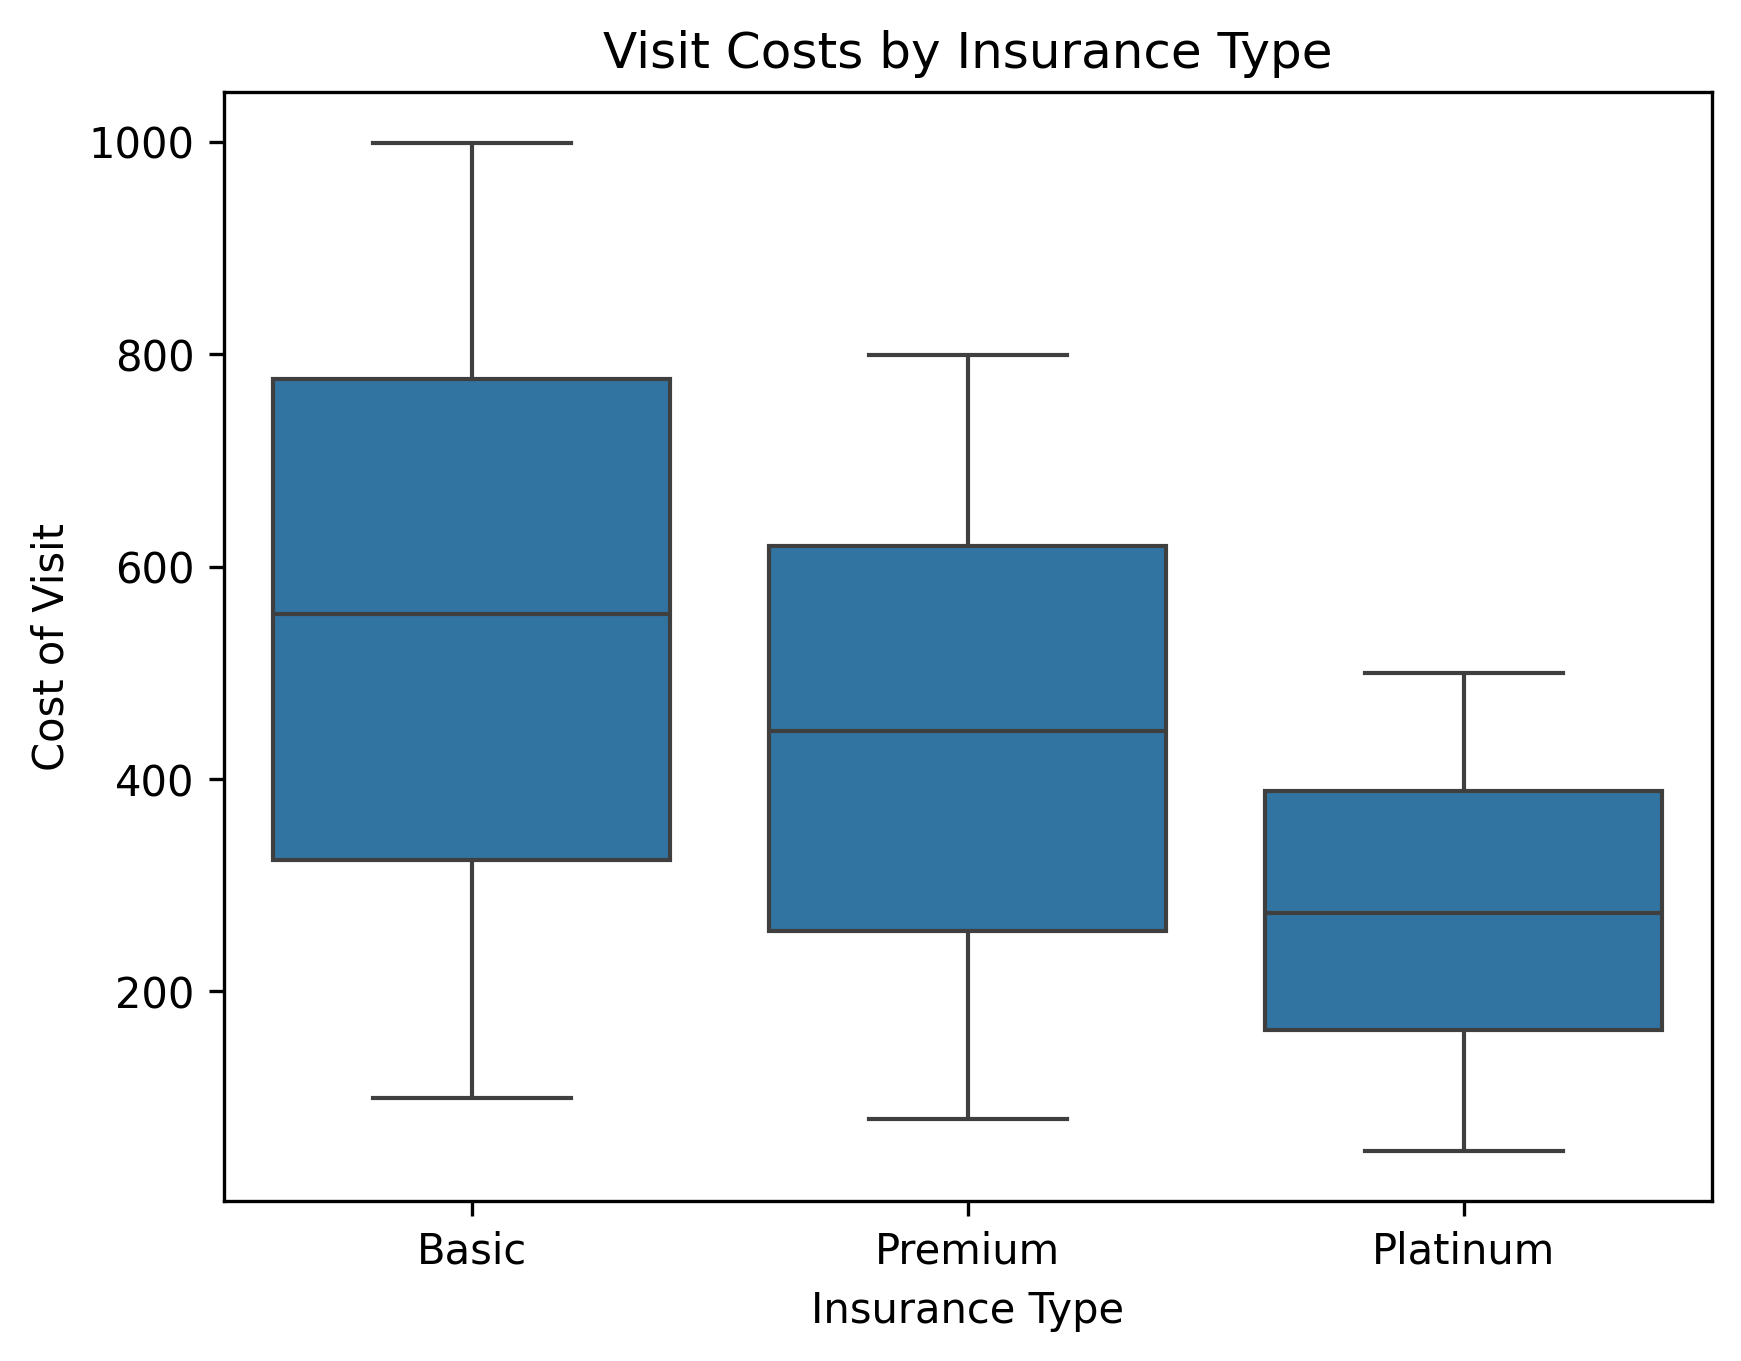 Visit Costs by Insurance Type
1000
800
600
400
200
Cost of Visit
Basic Premium Platinum
Insurance Type